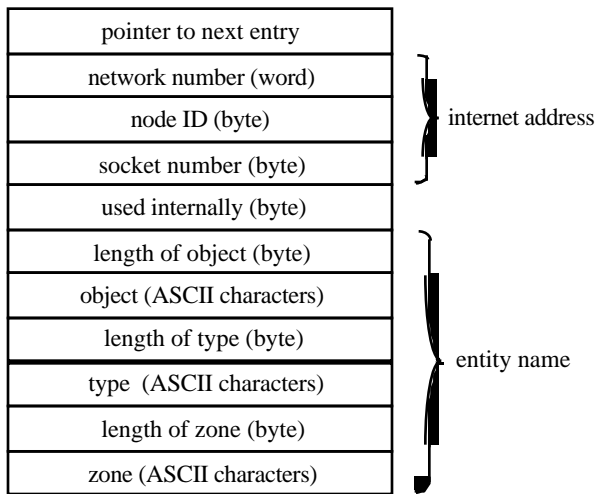 pointer to next entry
network number (word)
node ID (byte)
internet address
socket number (byte)
used internally (byte)
length of object (byte)
object (ASCII characters)
length of type (byte)
entity name
type (ASCII characters)
length of zone (byte)
zone (ASCII characters)